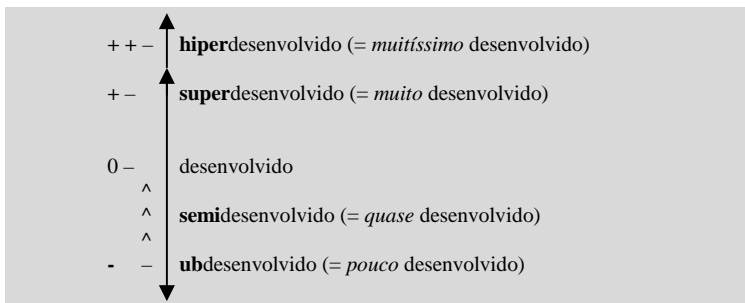 + + – hiperdesenvolvido (= muitíssimo desenvolvido)
+ – superdesenvolvido (= muito desenvolvido)
0 – desenvolvido
^
^ semidesenvolvido (= quase desenvolvido)
^
- – ubdesenvolvido (= pouco desenvolvido)